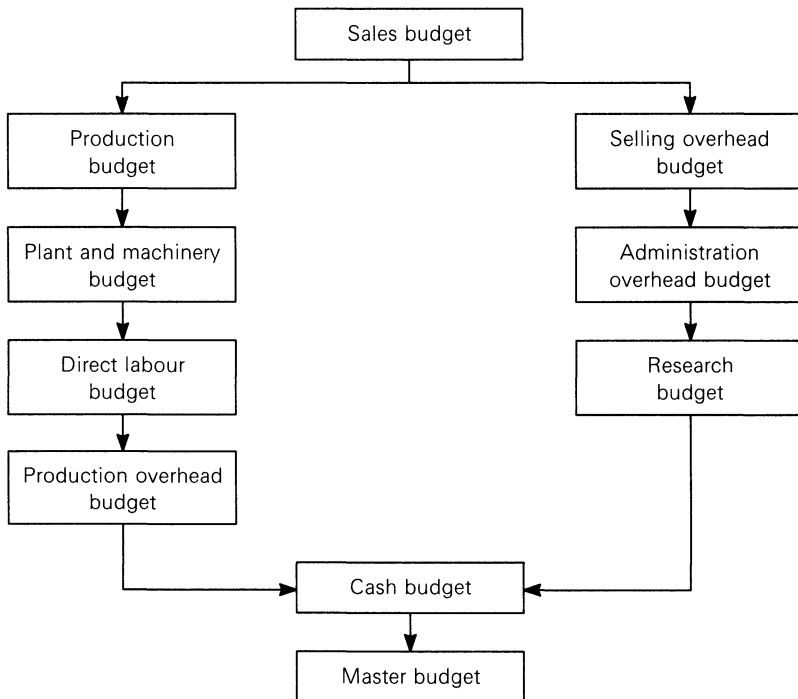 Sales budget
Production
budget
Selling overhead
budget
Plant and machinery
budget
Administration
overhead budget
Direct labour
budget
Research
budget
Production overhead
budget
Cash budget
Master budget